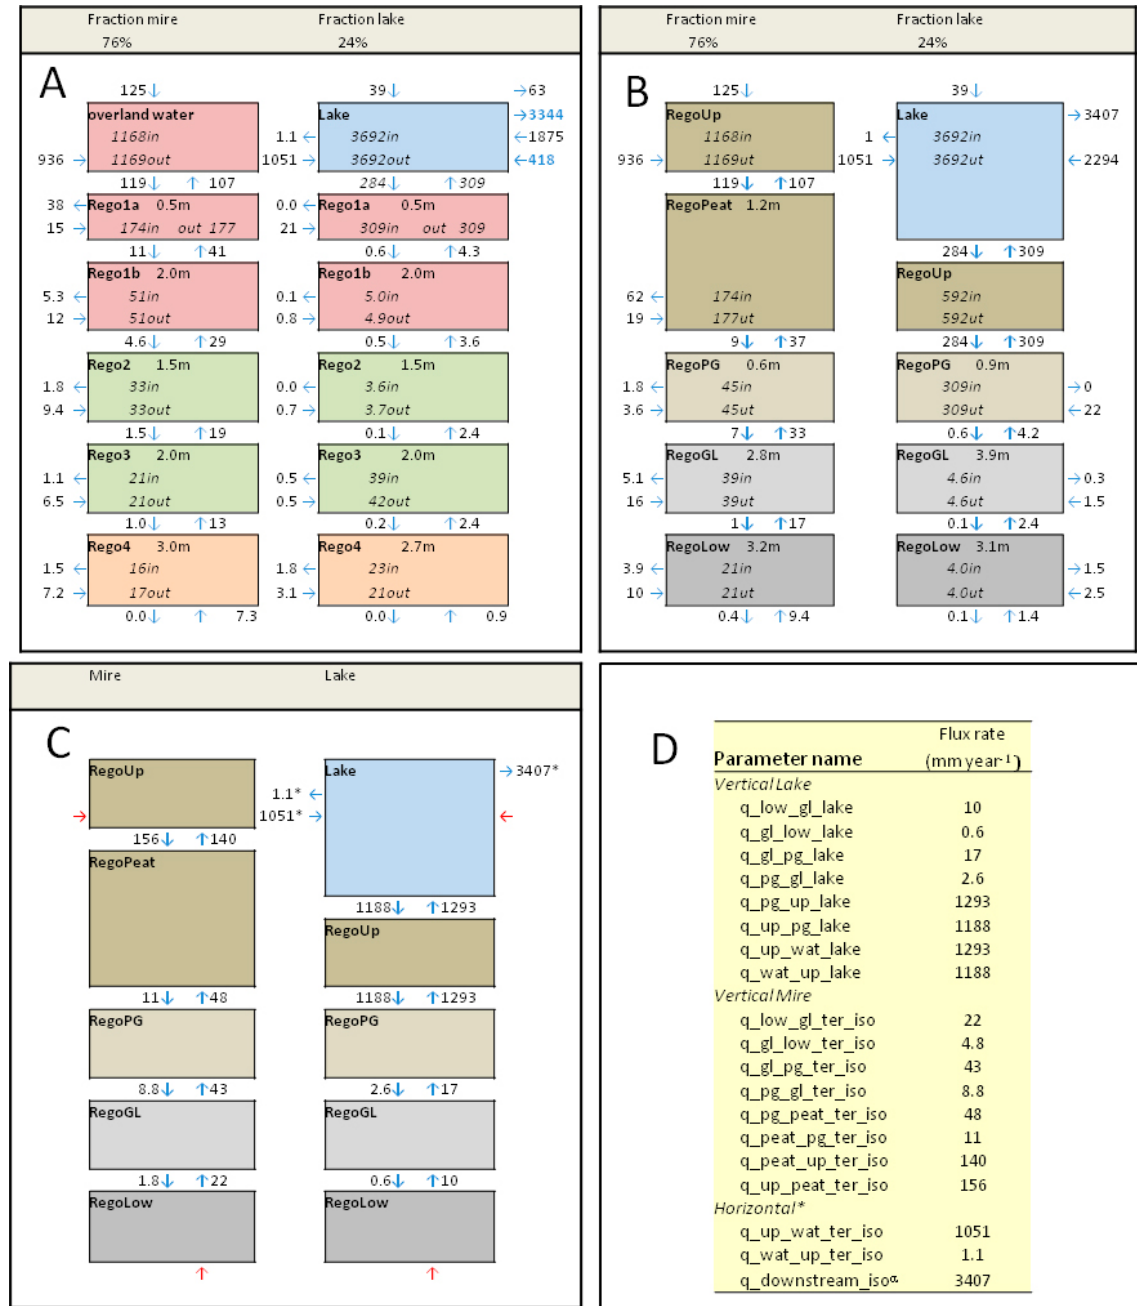 Fraction mire Fraction lake
76% 24%
A
125↓ 39↓ →63
overland water Lake →3344
1168in 1.1 ← 3692in ←1875
936 → 1169out 1051 → 3692out ←418
119↓ ↑ 107 284↓ ↑309
38 ← Rego1a 0.5m 0.0 ← Rego1a 0.5m
15 → 174in out 177 21 → 309in out 309
11↓ ↑41 0.6↓ ↑4.3
Rego1b 2.0m Rego1b 2.0m
5.3 ← 51in 0.1 ← 5.0in
12 → 51out 0.8 → 4.9out
4.6↓ ↑29 0.5↓ ↑3.6
Rego2 1.5m Rego2 1.5m
1.8 ← 33in 0.0 ← 3.6in
9.4 → 33out 0.7 → 3.7out
1.5↓ ↑19 0.1↓ ↑2.4
Rego3 2.0m Rego3 2.0m
1.1 ← 21in 0.5 ← 39in
6.5 → 21out 0.5 → 42out
1.0↓ ↑13 0.2↓ ↑2.4
Rego4 3.0m Rego4 2.7m
1.5 ← 16in 1.8 ← 23in
7.2 → 17out 3.1 → 21out
0.0↓ ↑ 7.3 0.0↓ ↑ 0.9
Fraction mire Fraction lake
76% 24%
B
125↓ 39↓
RegoUp Lake →3407
1168in 1 ← 3692in
936 → 1169ut 1051 → 3692ut ←2294
119↓ ↑107
RegoPeat 1.2m
284↓ ↑309
RegoUp
62 ← 174in 592in
19 → 177ut 592ut
9↓ ↑37 284↓ ↑309
RegoPG 0.6m RegoPG 0.9m
1.8 ← 45in 309in →0
3.6 → 45ut 309ut ←22
7↓ ↑33 0.6↓ ↑4.2
RegoGL 2.8m RegoGL 3.9m
5.1 ← 39in 4.6in →0.3
16 → 39ut 4.6ut ←1.5
1↓ ↑17 0.1↓ ↑2.4
RegoLow 3.2m RegoLow 3.1m
3.9 ← 21in 4.0in →1.5
10 → 21ut 4.0ut ←2.5
0.4↓ ↑9.4 0.1↓ ↑1.4
Mire Lake
C
RegoUp Lake →3407*
1.1* ←
→ 1051* → ←
156↓ ↑140
RegoPeat
1188↓ ↑1293
RegoUp
11↓ ↑48 1188↓ ↑1293
RegoPG RegoPG
8.8↓ ↑43 2.6↓ ↑17
RegoGL RegoGL
1.8↓ ↑22 0.6↓ ↑10
RegoLow RegoLow
↑ ↑
D
Flux rate
Parameter name (mm year-1)
Vertical Lake
q_low_gl_lake 10
q_gl_low_lake 0.6
q_gl_pg_lake 17
q_pg_gl_lake 2.6
q_pg_up_lake 1293
q_up_pg_lake 1188
q_up_wat_lake 1293
q_wat_up_lake 1188
Vertical Mire
q_low_gl_ter_iso 22
q_gl_low_ter_iso 4.8
q_gl_pg_ter_iso 43
q_pg_gl_ter_iso 8.8
q_pg_peat_ter_iso 48
q_peat_pg_ter_iso 11
q_peat_up_ter_iso 140
q_up_peat_ter_iso 156
Horizontal*
q_up_wat_ter_iso 1051
q_wat_up_ter_iso 1.1
q_downstream_isoα 3407